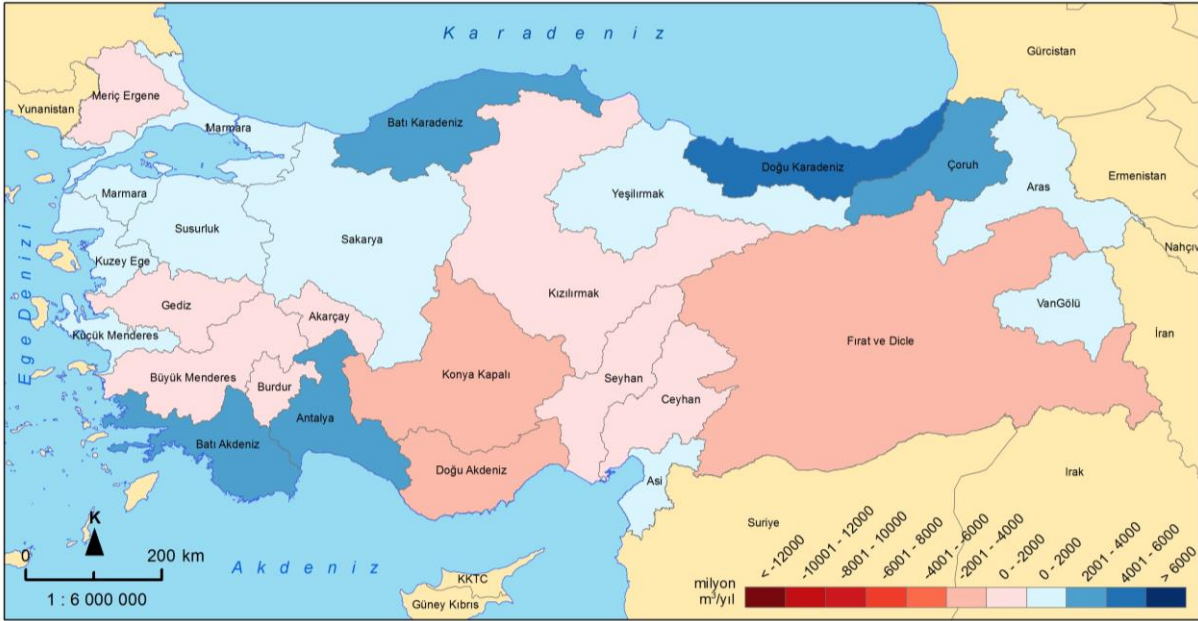 Karadeniz
Gürcistan
Yunanistan
Meriç Ergene
Marmara
Batı Karadeniz
Doğu Karadeniz
Çoruh
Ermenistan
Aras
Marmara
Yeşilırmak
Susurluk
Sakarya
Nahçıv
Kuzey Ege
Ege Denizi
Gediz
Kızılırmak
VanGölü
Akarçay
Küçük Menderes
Fırat ve Dicle
İran
Büyük Menderes
Burdur
Konya Kapalı
Seyhan
Ceyhan
Antalya
Batı Akdeniz
Doğu Akdeniz
Asi
Irak
Suriye
K
0 200 km
1 : 6 000 000
Akdeniz
KKTC
Güney Kıbrıs
milyon
m³/yıl
< -12000
-10001 - 12000
-8001 - 10000
-6001 - 8000
-4001 - -6000
-2001 - -4000
0 - -2000
0 - 2000
2001 - 4000
4001 - 6000
> 6000